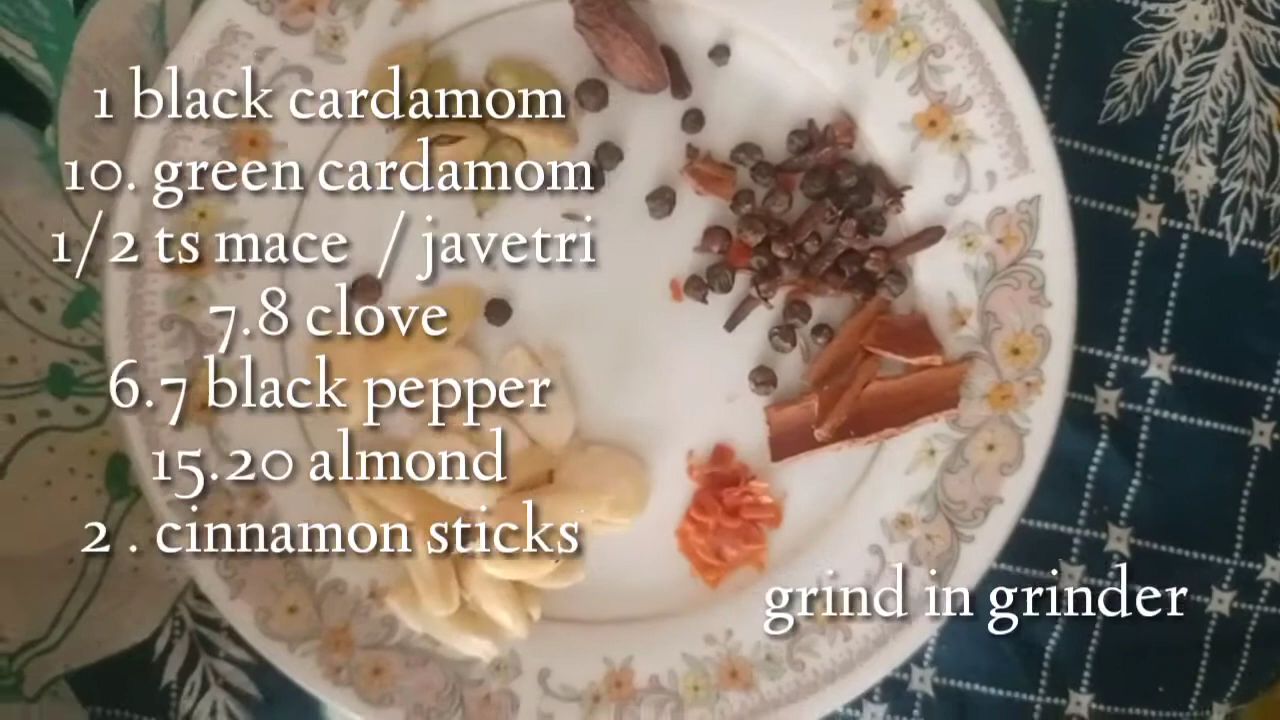 1 black cardamom
10. green cardamom
1/2 ts mace / javetri
7.8 clove
6.7 black pepper
15.20 almond
2 . cinnamon sticks
grind in grinder